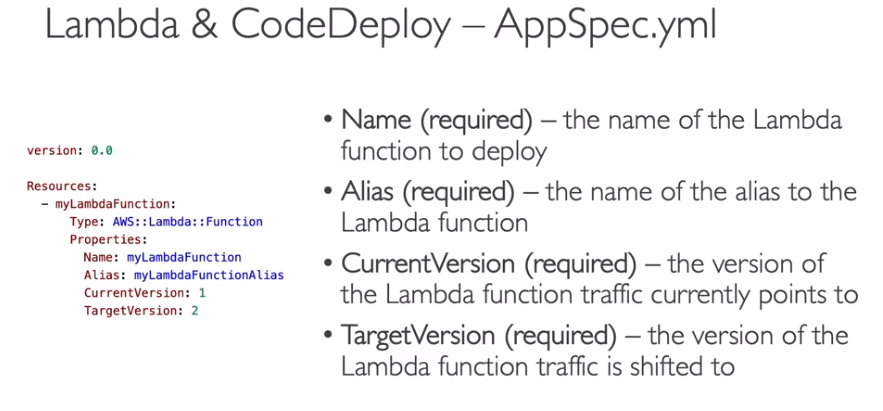 Lambda & CodeDeploy – AppSpec.yml
version: 0.0
Resources:
- myLambdaFunction:
Type: AWS::Lambda::Function
Properties:
Name: myLambdaFunction
Alias: myLambdaFunctionAlias
CurrentVersion: 1
TargetVersion: 2
• Name (required) – the name of the Lambda
function to deploy
• Alias (required) – the name of the alias to the
Lambda function
• CurrentVersion (required) – the version of
the Lambda function traffic currently points to
• TargetVersion (required) – the version of the
Lambda function traffic is shifted to